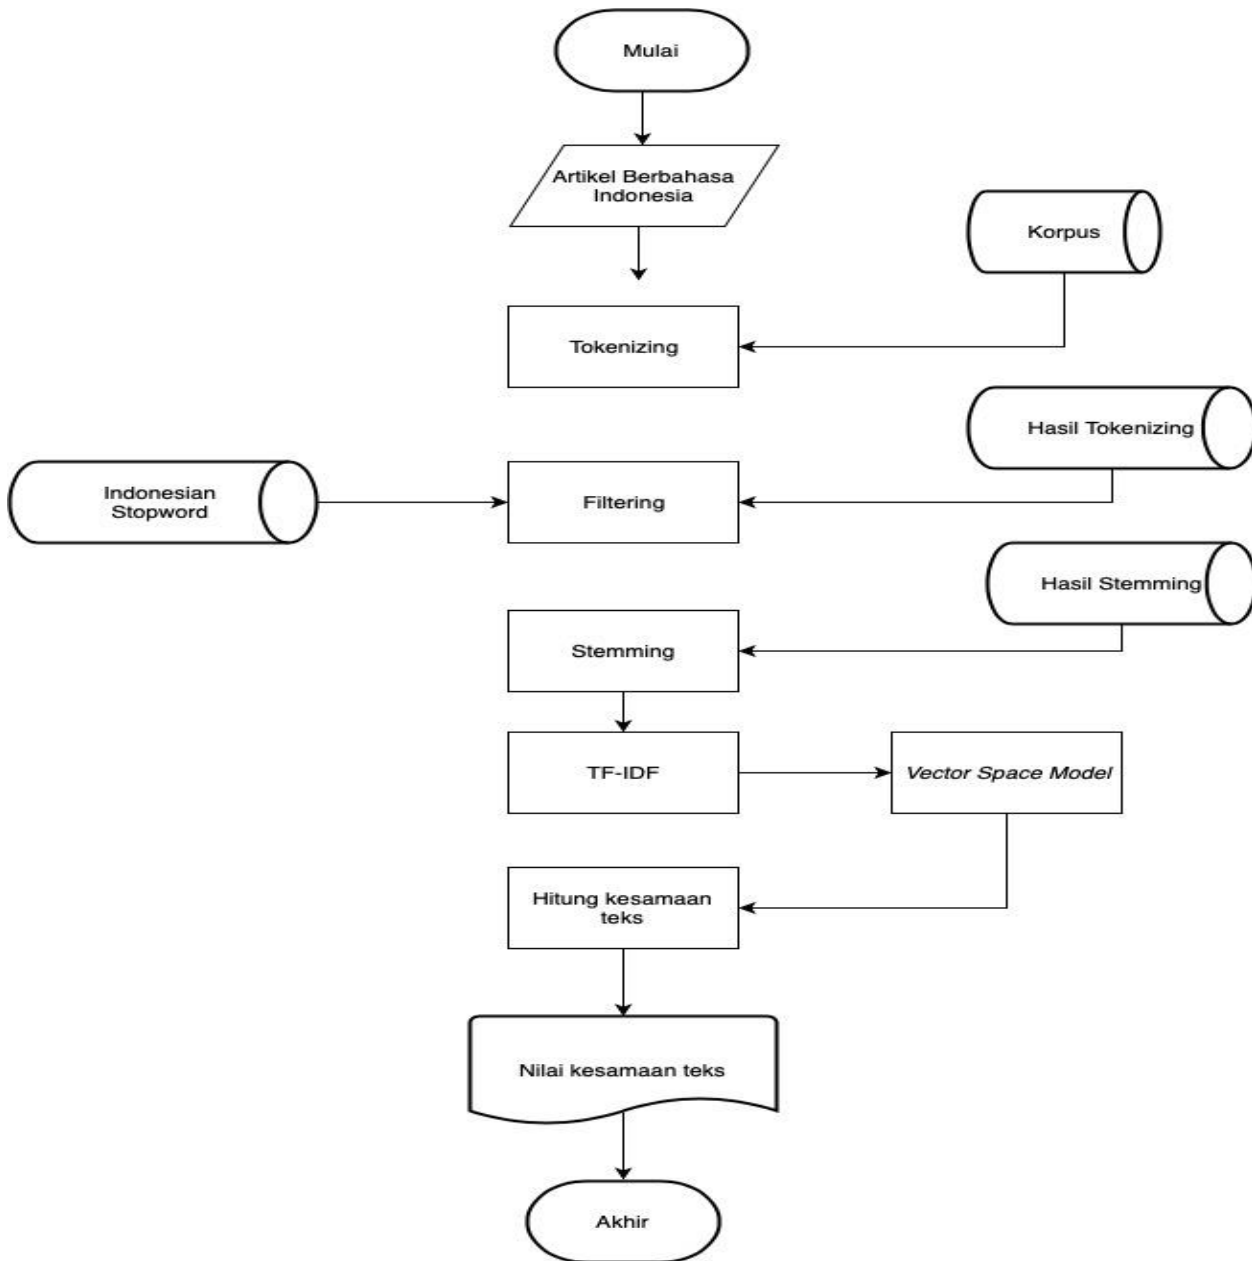 Mulai
Artikel Berbahasa
Indonesia
Korpus
Tokenizing
Hasil Tokenizing
Indonesian
Stopword
Filtering
Hasil Stemming
Stemming
TF-IDF
Vector Space Model
Hitung kesamaan
teks
Nilai kesamaan teks
Akhir